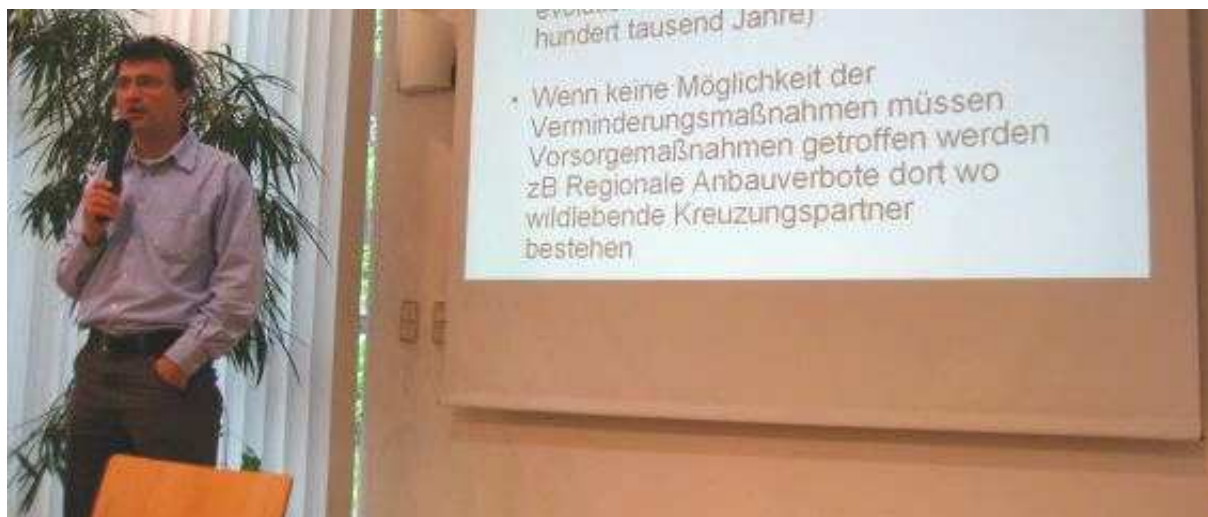 hundert tausend Jahre)
• Wenn keine Möglichkeit der
Verminderungsmaßnahmen müssen
Vorsorgemaßnahmen getroffen werden
zB Regionale Anbauverbote dort wo
wildlebende Kreuzungspartner
bestehen